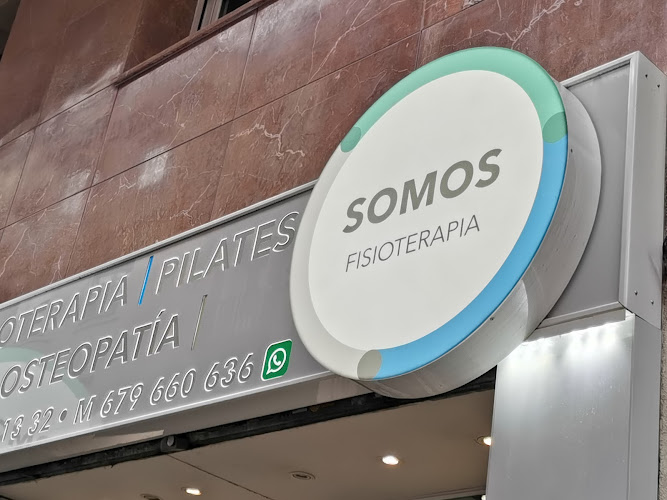 OTERAPIA / PILATES
OSTEOPATÍA /
13 32 • M 679 660 636
SOMOS
FISIOTERAPIA